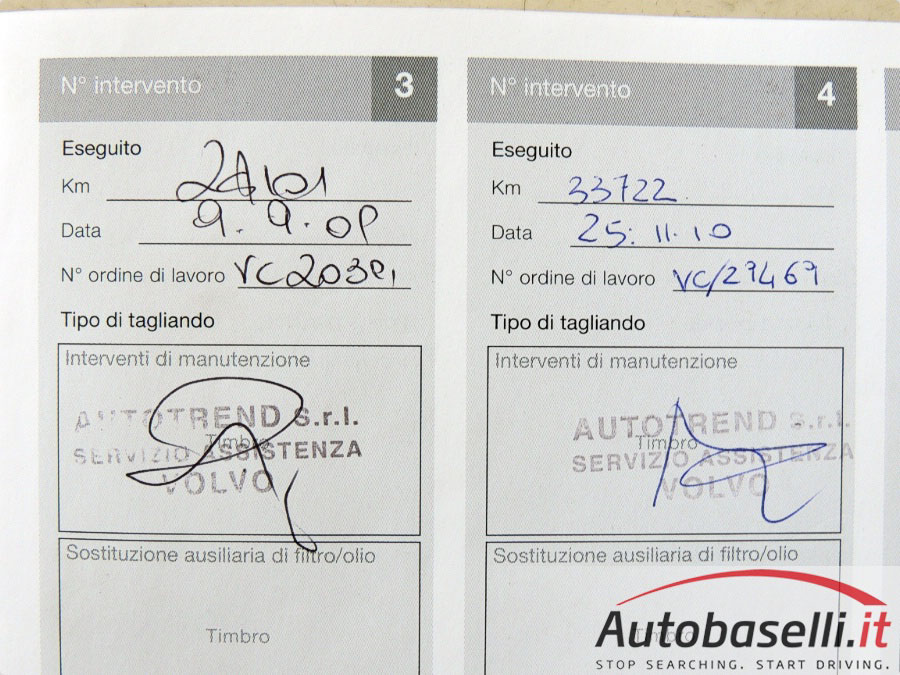 N° intervento 3
Eseguito
Km
Data 9.9.09
N° ordine di lavoro
Tipo di tagliando
Interventi di manutenzione
AUTOTREND S.r.l.
Timbro
SERVIZIO ASSISTENZA
VOLVO
Sostituzione ausiliaria di filtro/olio
Timbro
N° intervento 4
Eseguito
Km 33722
Data 25.11.10
N° ordine di lavoro VC/29469
Tipo di tagliando
Interventi di manutenzione
AUTOTREND S.r.l.
Timbro
SERVIZIO ASSISTENZA
VOLVO
Sostituzione ausiliaria di filtro/olio
Timbro
Autobaselli.it
STOP SEARCHING. START DRIVING.